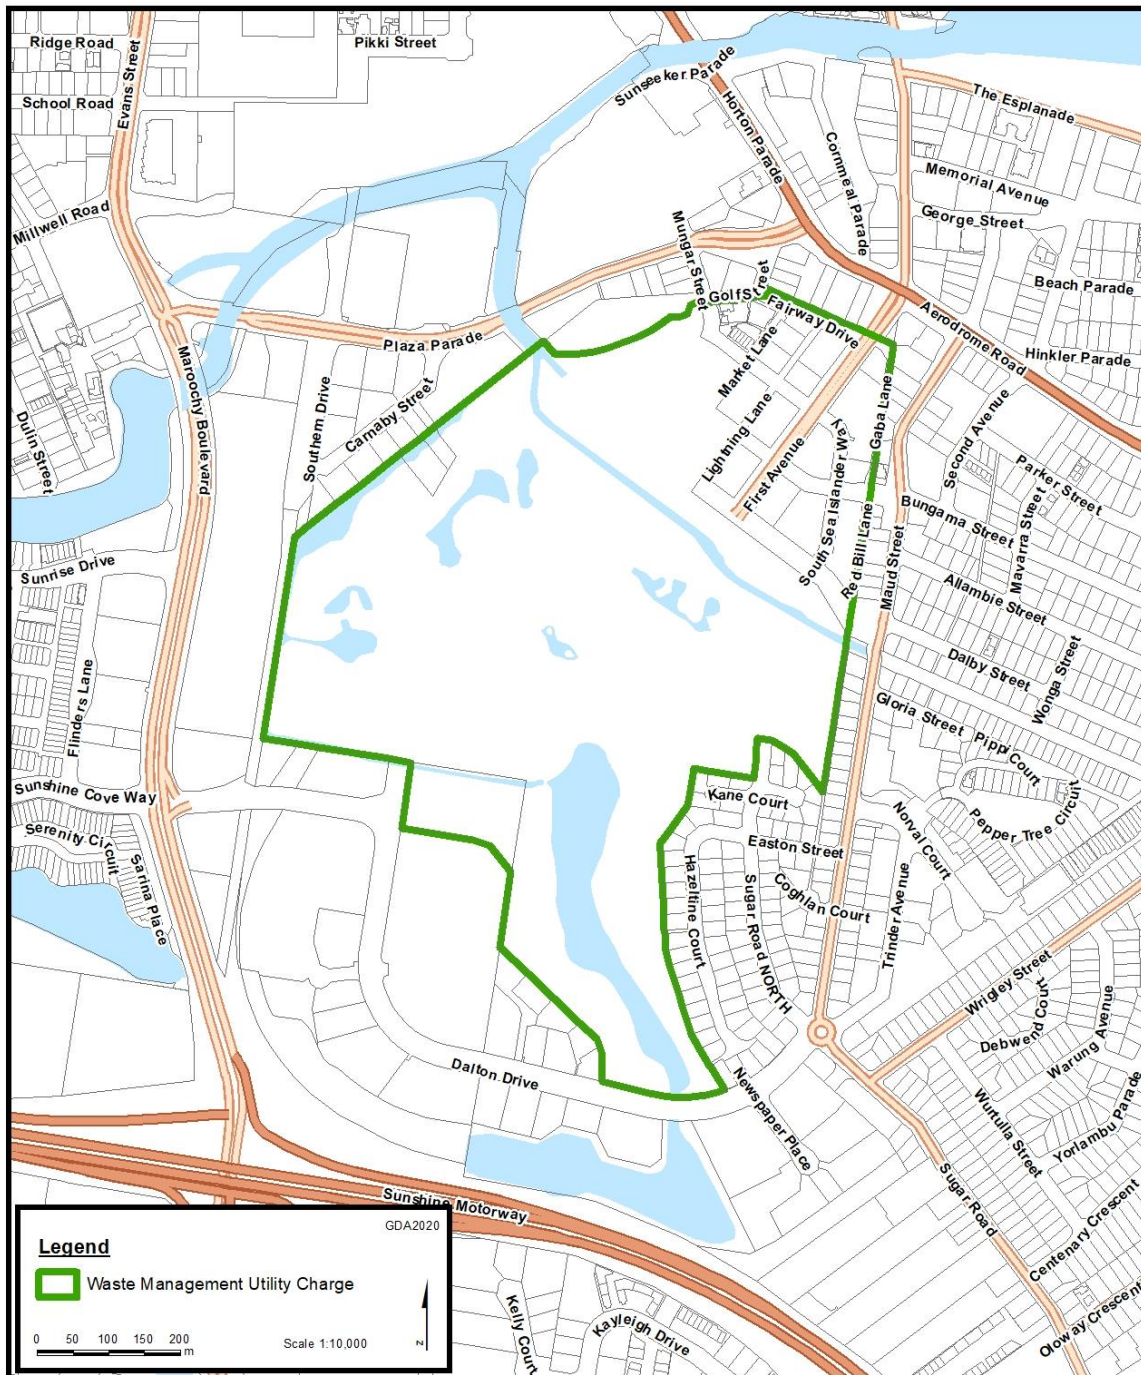 Ridge Road
Pikki Street
School Road
Evans Street
Sunseeker Parade
Horton Parade
The Esplanade
Cornmeal Parade
Memorial Avenue
George Street
Millwell Road
Mungar Street
Golf Street
Fairway Drive
Beach Parade
Aerodrome Road
Hinkler Parade
Plaza Parade
Maroochy Boulevard
Southern Drive
Carnaby Street
Market Lane
Lightning Lane
First Avenue
South Sea Islander Way
Gaba Lane
Second Avenue
Parker Street
Dulin Street
Bungama Street
Mavarra Street
Red Bill Lane
Maud Street
Allambie Street
Sunrise Drive
Dalby Street
Wonga Street
Flinders Lane
Gloria Street
Pippi Court
Sunshine Cove Way
Kane Court
Norval Court
Pepper Tree Circuit
Serenity Circuit
Sarina Place
Easton Street
Hazeltine Court
Sugar Road NORTH
Coghlan Court
Trinder Avenue
Wrigley Street
Debwend Court
Warung Avenue
Dalton Drive
Newspaper Place
Wurtulla Street
Yorlambu Parade
Sunshine Motorway
Sugar Road
Centenary Crescent
Oloway Crescent
Kelly Court
Kayleigh Drive
GDA2020
Legend
Waste Management Utility Charge
0 50 100 150 200
m
Scale 1:10,000
N